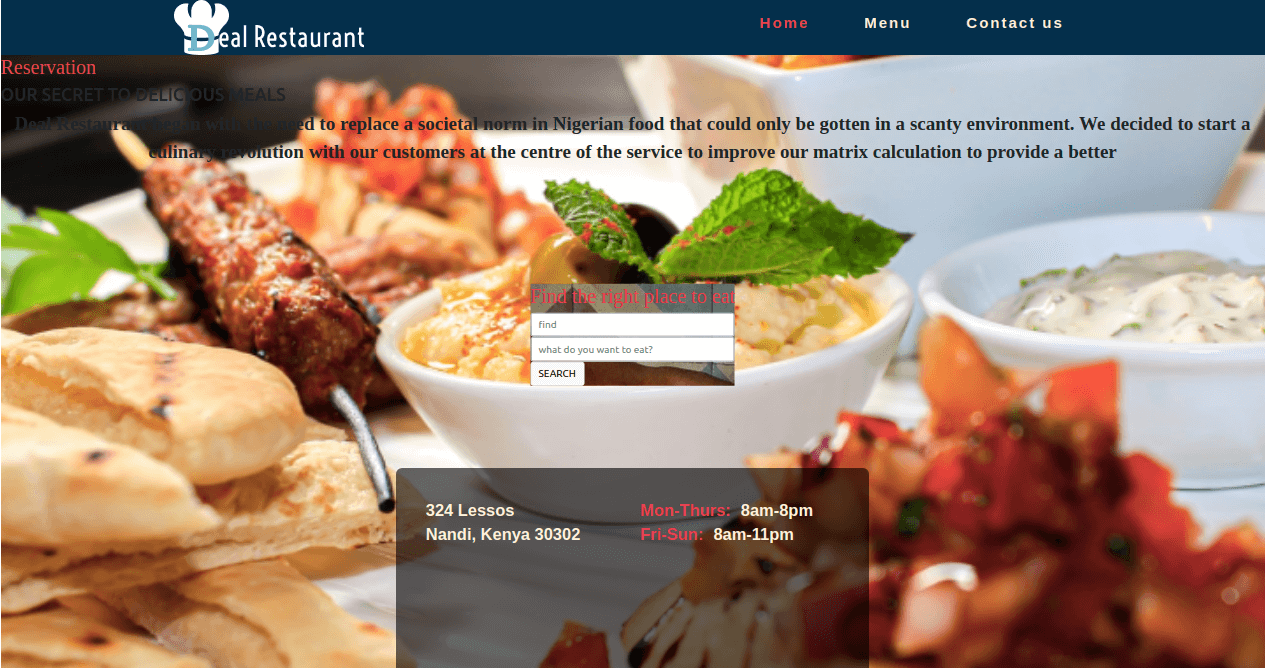 Deal Restaurant
Home Menu Contact us
Reservation
OUR SECRET TO DELICIOUS MEALS
Deal Restaurant began with the need to replace a societal norm in Nigerian food that could only be gotten in a scanty environment. We decided to start a
culinary revolution with our customers at the centre of the service to improve our matrix calculation to provide a better
Find the right place to eat
find
what do you want to eat?
SEARCH
324 Lessos
Nandi, Kenya 30302
Mon-Thurs: 8am-8pm
Fri-Sun: 8am-11pm